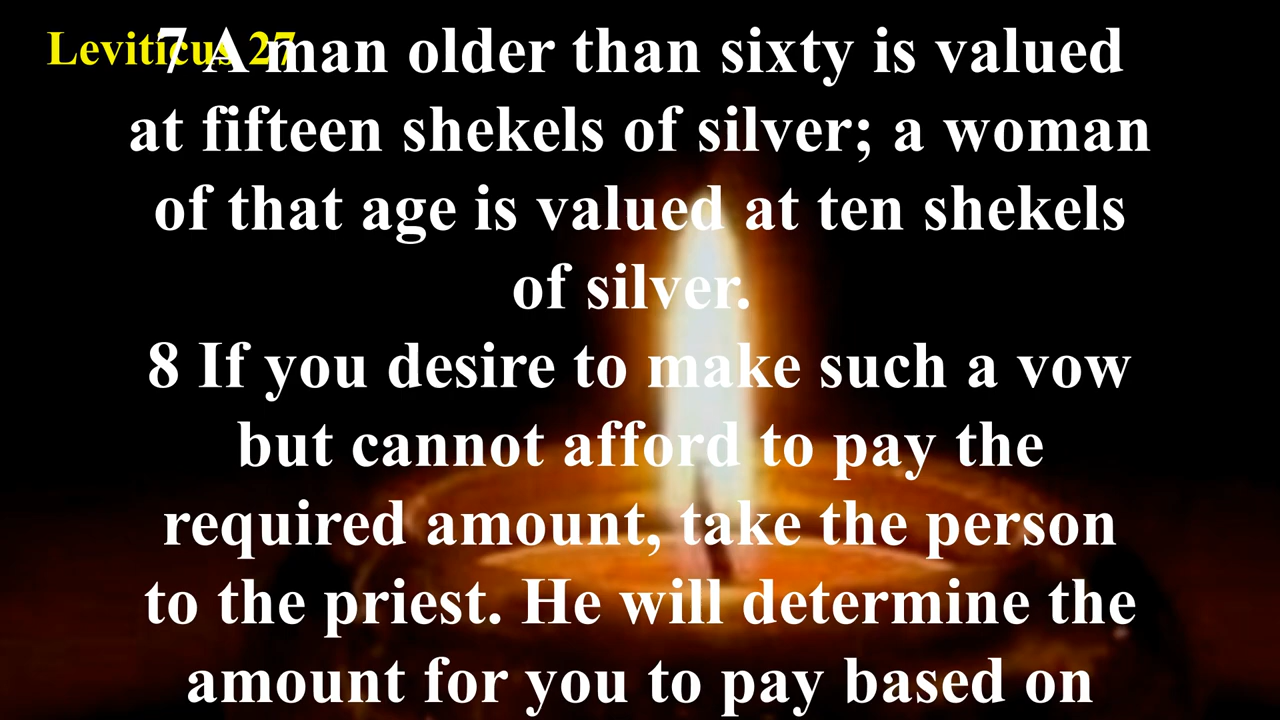 Leviticus 27
7 A man older than sixty is valued
at fifteen shekels of silver; a woman
of that age is valued at ten shekels
of silver.
8 If you desire to make such a vow
but cannot afford to pay the
required amount, take the person
to the priest. He will determine the
amount for you to pay based on